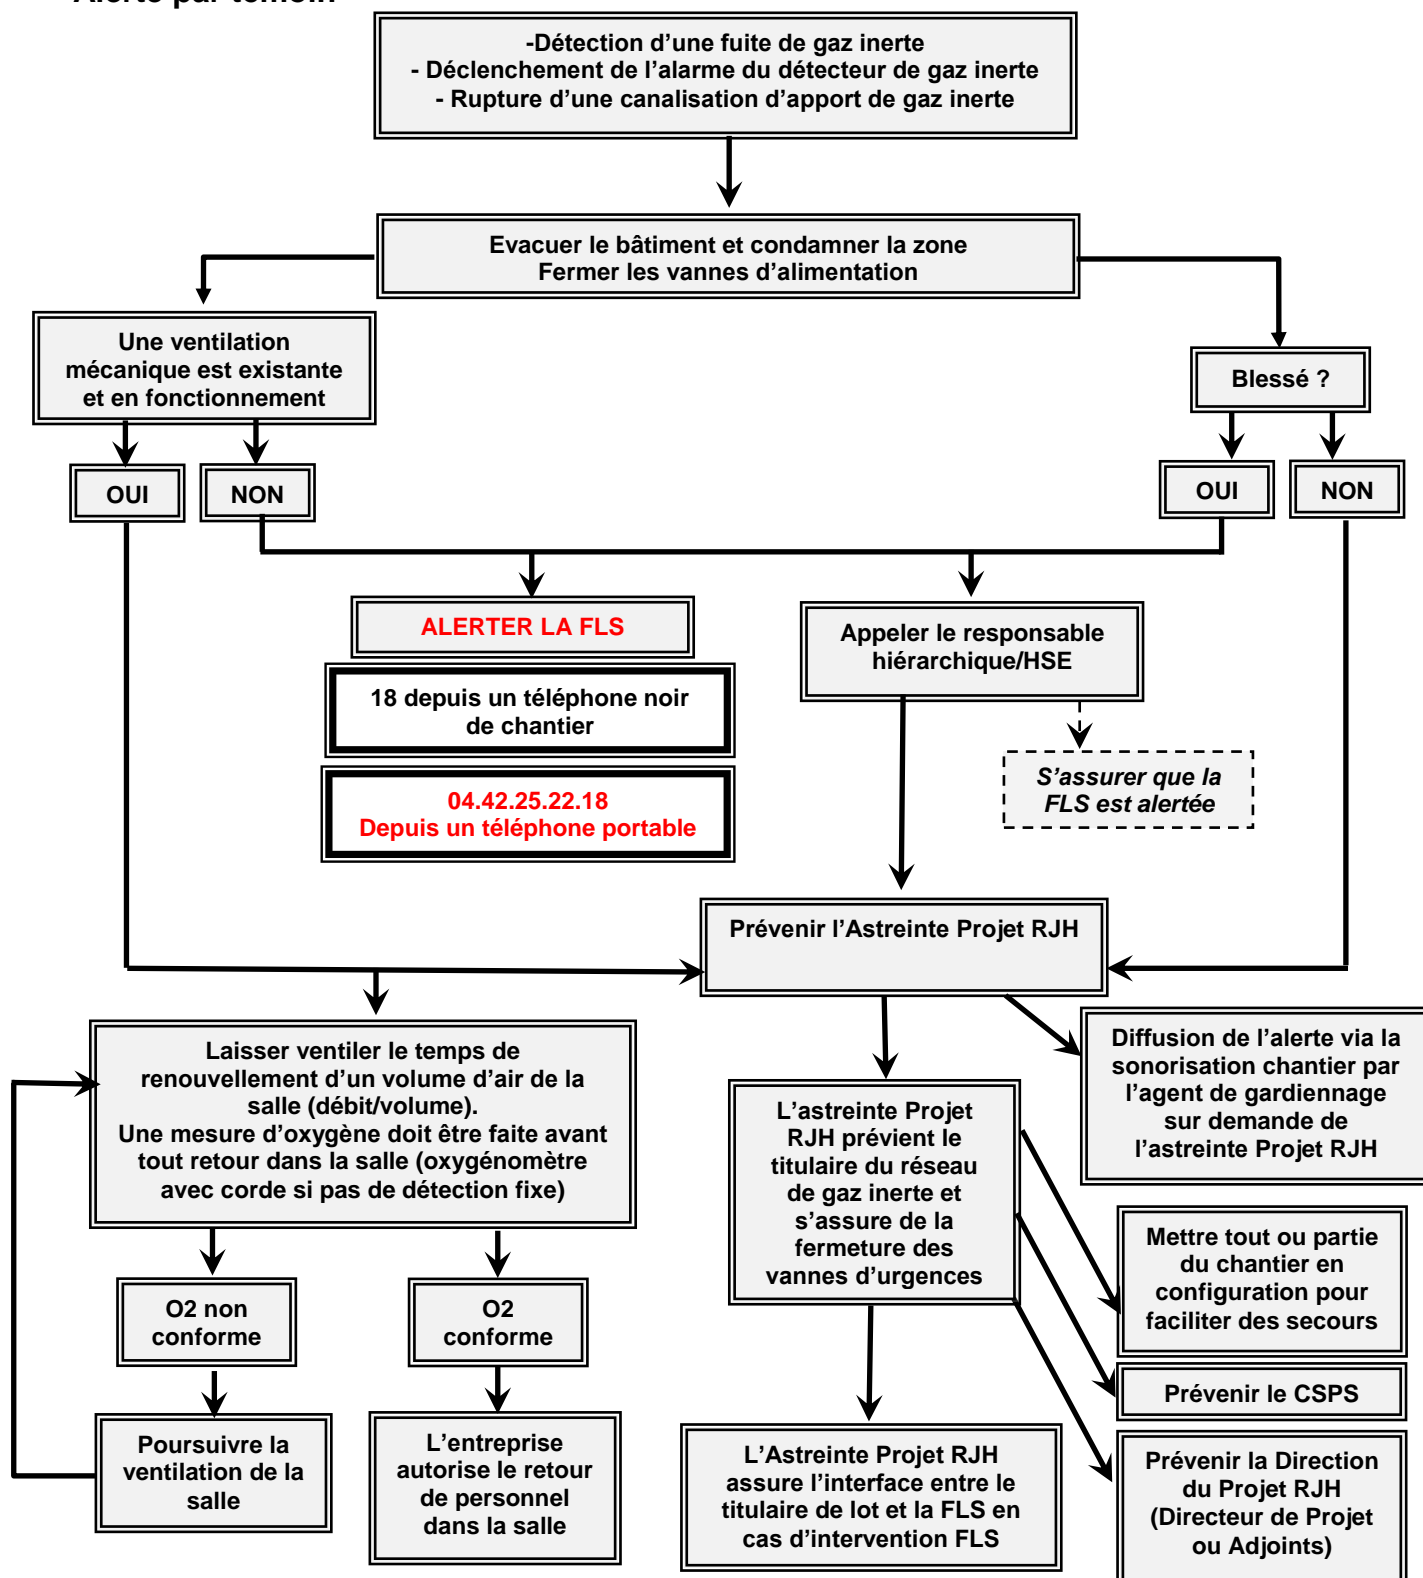 Alerte par témoin
-Détection d’une fuite de gaz inerte
- Déclenchement de l’alarme du détecteur de gaz inerte
- Rupture d’une canalisation d’apport de gaz inerte
Evacuer le bâtiment et condamner la zone
Fermer les vannes d’alimentation
Une ventilation
mécanique est existante
et en fonctionnement
Blessé ?
OUI
NON
OUI
NON
ALERTER LA FLS
18 depuis un téléphone noir
de chantier
04.42.25.22.18
Depuis un téléphone portable
Appeler le responsable
hiérarchique/HSE
S’assurer que la
FLS est alertée
Prévenir l’Astreinte Projet RJH
Laisser ventiler le temps de
renouvellement d’un volume d’air de la
salle (débit/volume).
Une mesure d’oxygène doit être faite avant
tout retour dans la salle (oxygénomètre
avec corde si pas de détection fixe)
L’astreinte Projet
RJH prévient le
titulaire du réseau
de gaz inerte et
s’assure de la
fermeture des
vannes d’urgences
Diffusion de l’alerte via la
sonorisation chantier par
l’agent de gardiennage
sur demande de
l’astreinte Projet RJH
Mettre tout ou partie
du chantier en
configuration pour
faciliter des secours
Prévenir le CSPS
Prévenir la Direction
du Projet RJH
(Directeur de Projet
ou Adjoints)
O2 non
conforme
O2
conforme
Poursuivre la
ventilation de la
salle
L’entreprise
autorise le retour
de personnel
dans la salle
L’Astreinte Projet RJH
assure l’interface entre le
titulaire de lot et la FLS en
cas d’intervention FLS